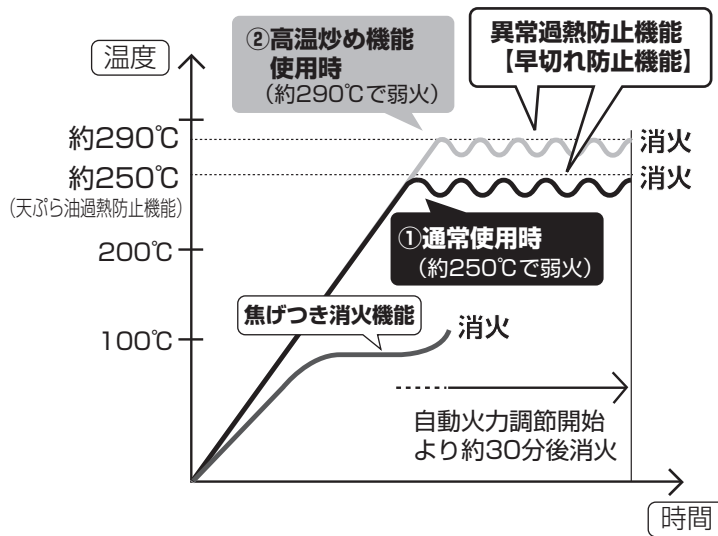 ②高温炒め機能
使用時
(約290℃で弱火)
異常過熱防止機能
【早切れ防止機能】
温度
約290℃
消火
約250℃
消火
(天ぷら油過熱防止機能)
①通常使用時
(約250℃で弱火)
200℃
焦げつき消火機能
消火
100℃
自動火力調節開始
より約30分後消火
時間